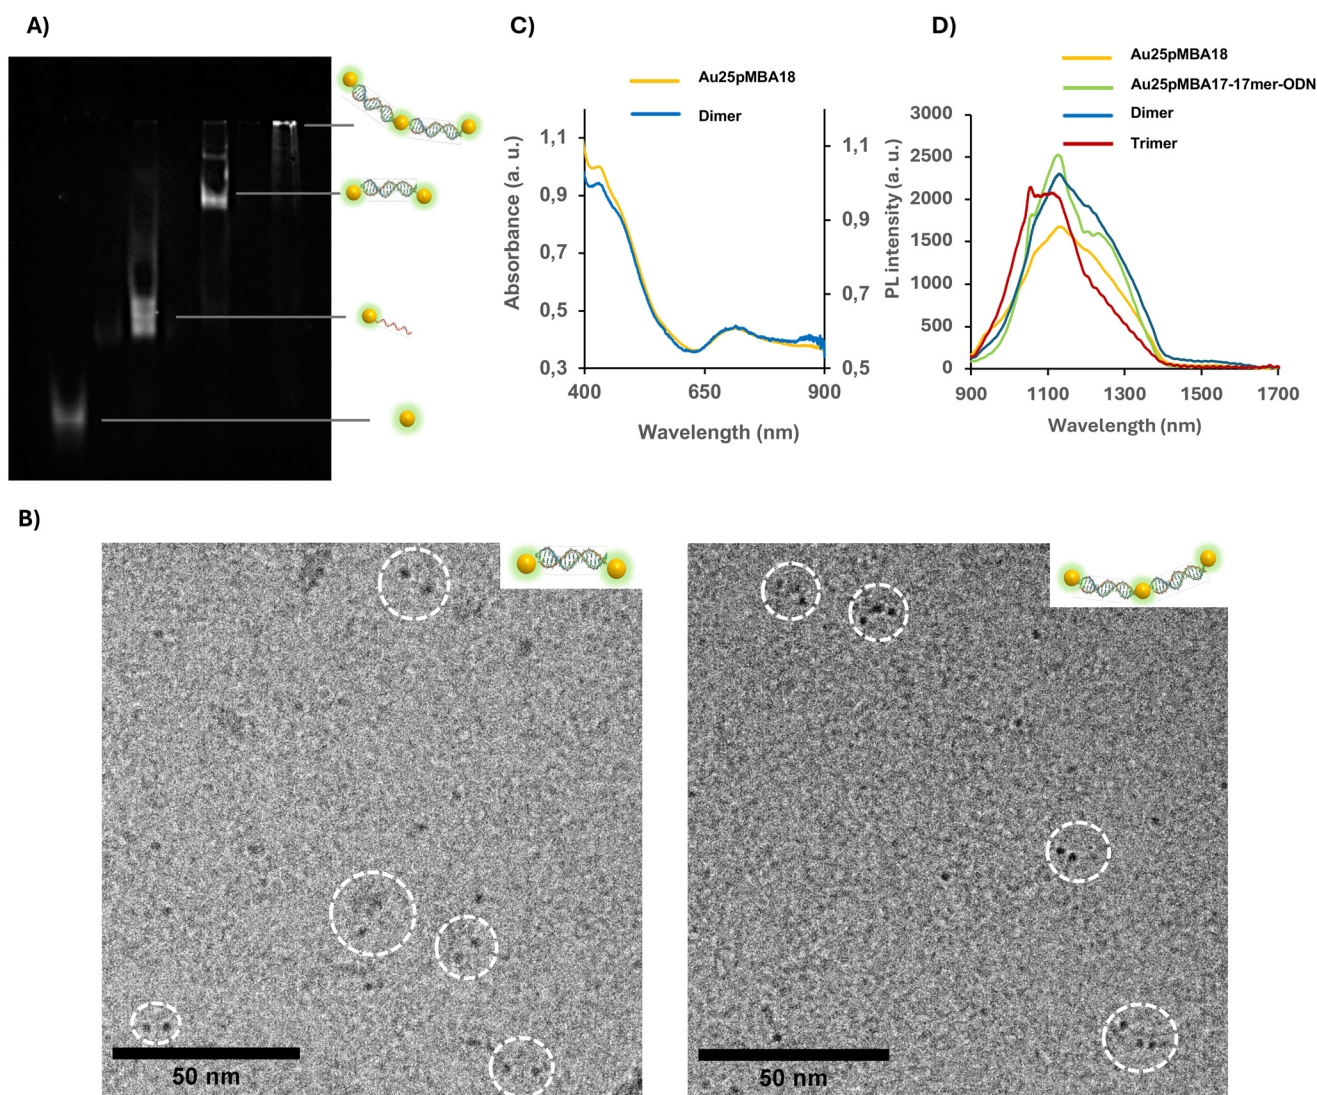 A)
C)
Au25pMBA18
Dimer
1,1
0,9
0,7
0,5
0,3
1,1
0,9
0,7
0,5
400
650
900
Absorbance (a. u.)
Wavelength (nm)
D)
Au25pMBA18
Au25pMBA17-17mer-ODN
Dimer
Trimer
3000
2500
2000
1500
1000
500
0
900
1100
1300
1500
1700
PL intensity (a. u.)
Wavelength (nm)
B)
50 nm
50 nm